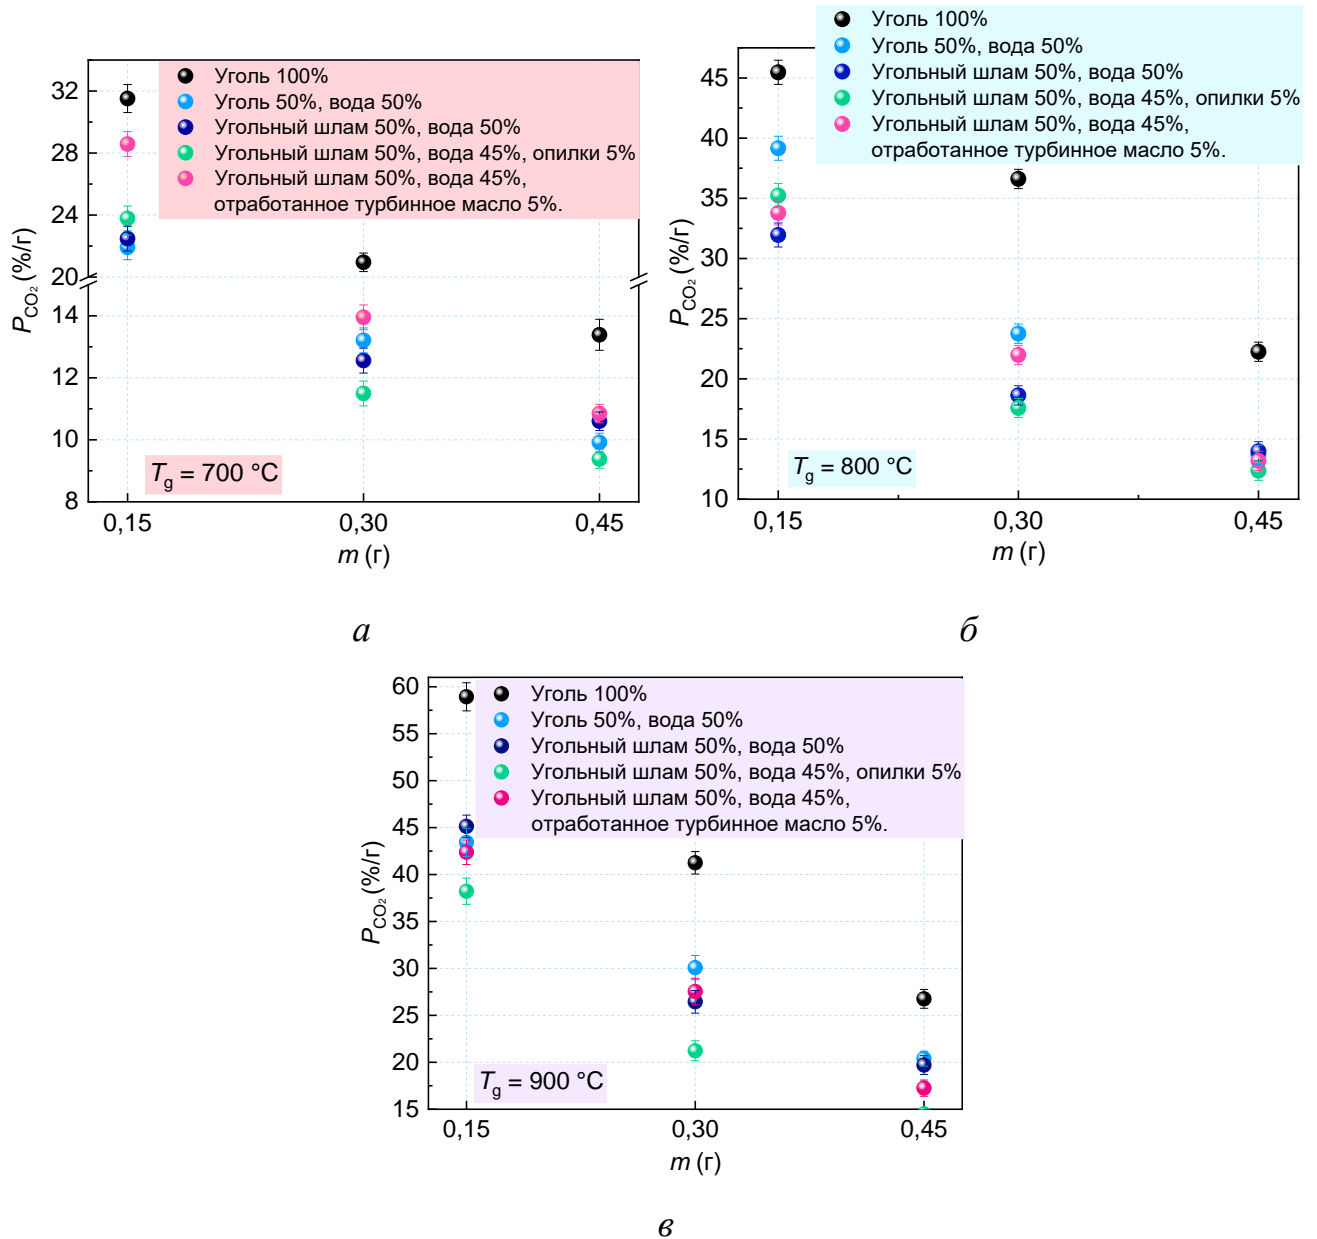 Уголь 100%
Уголь 50%, вода 50%
Угольный шлам 50%, вода 50%
Угольный шлам 50%, вода 45%, опилки 5%
Угольный шлам 50%, вода 45%,
отработанное турбинное масло 5%.
32
28
24
20
14
12
10
8
P_CO₂ (%/г)
T_g = 700 °C
0,15 0,30 0,45
m (г)
а
Уголь 100%
Уголь 50%, вода 50%
Угольный шлам 50%, вода 50%
Угольный шлам 50%, вода 45%, опилки 5%
Угольный шлам 50%, вода 45%,
отработанное турбинное масло 5%.
45
40
35
30
25
20
15
10
P_CO₂ (%/г)
T_g = 800 °C
0,15 0,30 0,45
m (г)
б
Уголь 100%
Уголь 50%, вода 50%
Угольный шлам 50%, вода 50%
Угольный шлам 50%, вода 45%, опилки 5%
Угольный шлам 50%, вода 45%,
отработанное турбинное масло 5%.
60
55
50
45
40
35
30
25
20
15
P_CO₂ (%/г)
T_g = 900 °C
0,15 0,30 0,45
m (г)
в